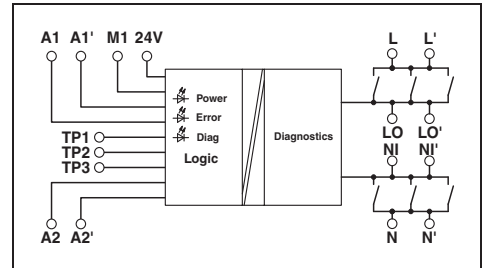 A1 A1' M1 24V L L'
Power
Error
TP1 Diag Diagnostics LO LO'
TP2 Logic NI NI'
TP3
A2 A2' N N'